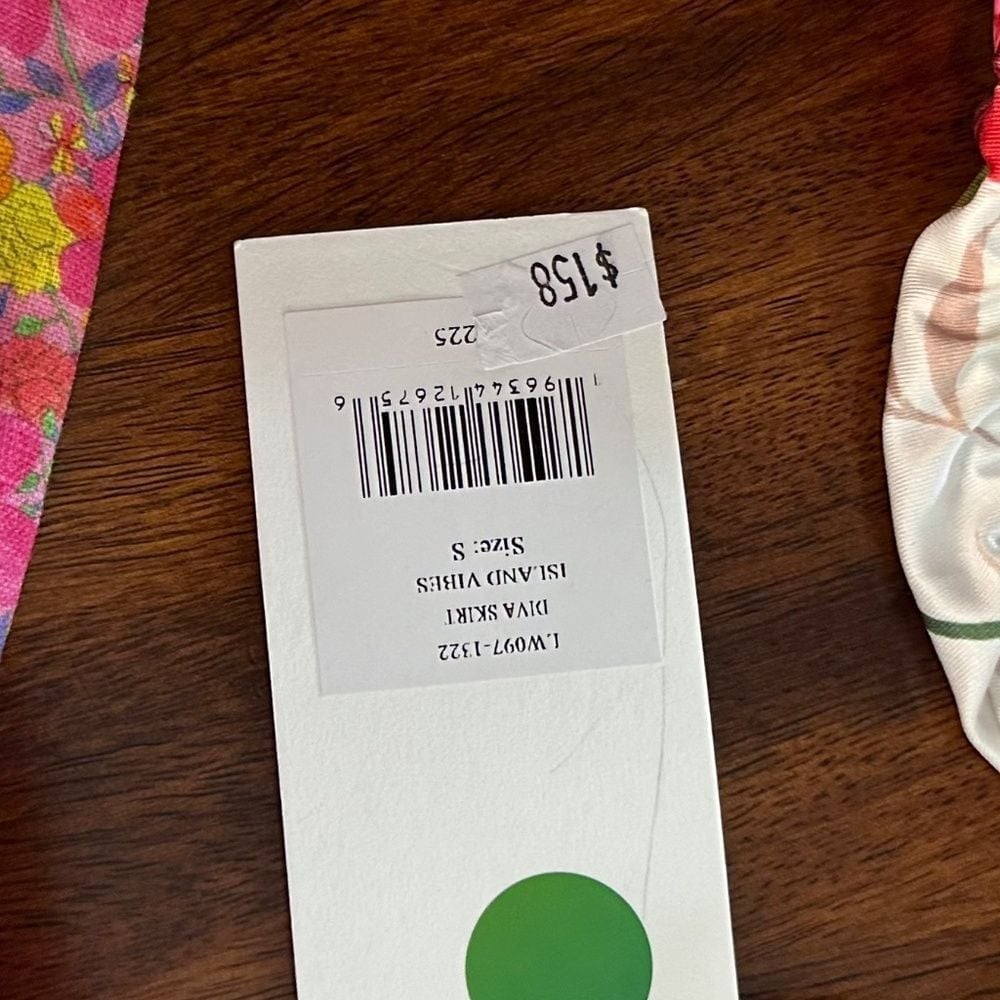 LW097-1322
DIVA SKIRT
ISLAND VIBES
Size: S
1 96344 12675 6
225
$158